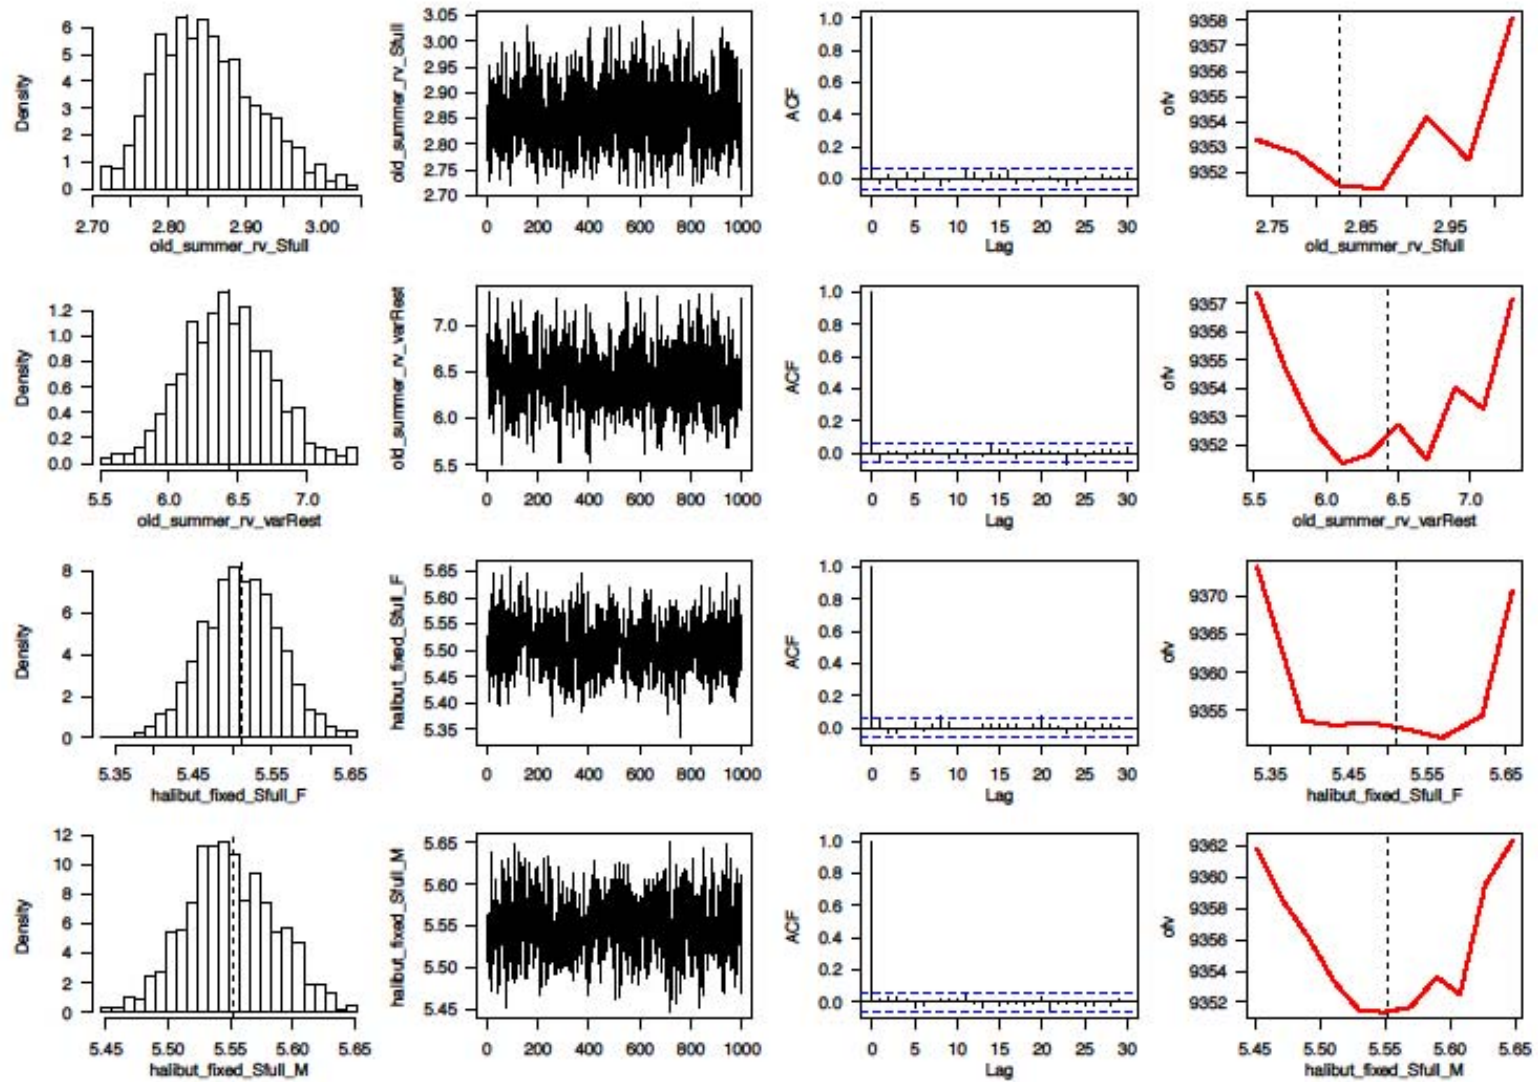 6
5
4
3
2
1
0
Density
2.70 2.80 2.90 3.00
old_summer_rv_Sfull
3.05
3.00
2.95
2.90
2.85
2.80
2.75
2.70
old_summer_rv_Sfull
0 200 400 600 800 1000
1.0
0.8
0.6
0.4
0.2
0.0
ACF
0 5 10 15 20 25 30
Lag
9358
9357
9356
9355
9354
9353
9352
ofv
2.75 2.85 2.95
old_summer_rv_Sfull
1.2
1.0
0.8
0.6
0.4
0.2
0.0
Density
5.5 6.0 6.5 7.0
old_summer_rv_varRest
7.0
6.5
6.0
5.5
old_summer_rv_varRest
0 200 400 600 800 1000
1.0
0.8
0.6
0.4
0.2
0.0
ACF
0 5 10 15 20 25 30
Lag
9357
9356
9355
9354
9353
9352
ofv
5.5 6.0 6.5 7.0
old_summer_rv_varRest
8
6
4
2
0
Density
5.35 5.45 5.55 5.65
halibut_fixed_Sfull_F
5.65
5.60
5.55
5.50
5.45
5.40
5.35
halibut_fixed_Sfull_F
0 200 400 600 800 1000
1.0
0.8
0.6
0.4
0.2
0.0
ACF
0 5 10 15 20 25 30
Lag
9370
9365
9360
9355
ofv
5.35 5.45 5.55 5.65
halibut_fixed_Sfull_F
12
10
8
6
4
2
0
Density
5.45 5.50 5.55 5.60 5.65
halibut_fixed_Sfull_M
5.65
5.60
5.55
5.50
5.45
halibut_fixed_Sfull_M
0 200 400 600 800 1000
1.0
0.8
0.6
0.4
0.2
0.0
ACF
0 5 10 15 20 25 30
Lag
9362
9360
9358
9356
9354
9352
ofv
5.45 5.50 5.55 5.60 5.65
halibut_fixed_Sfull_M